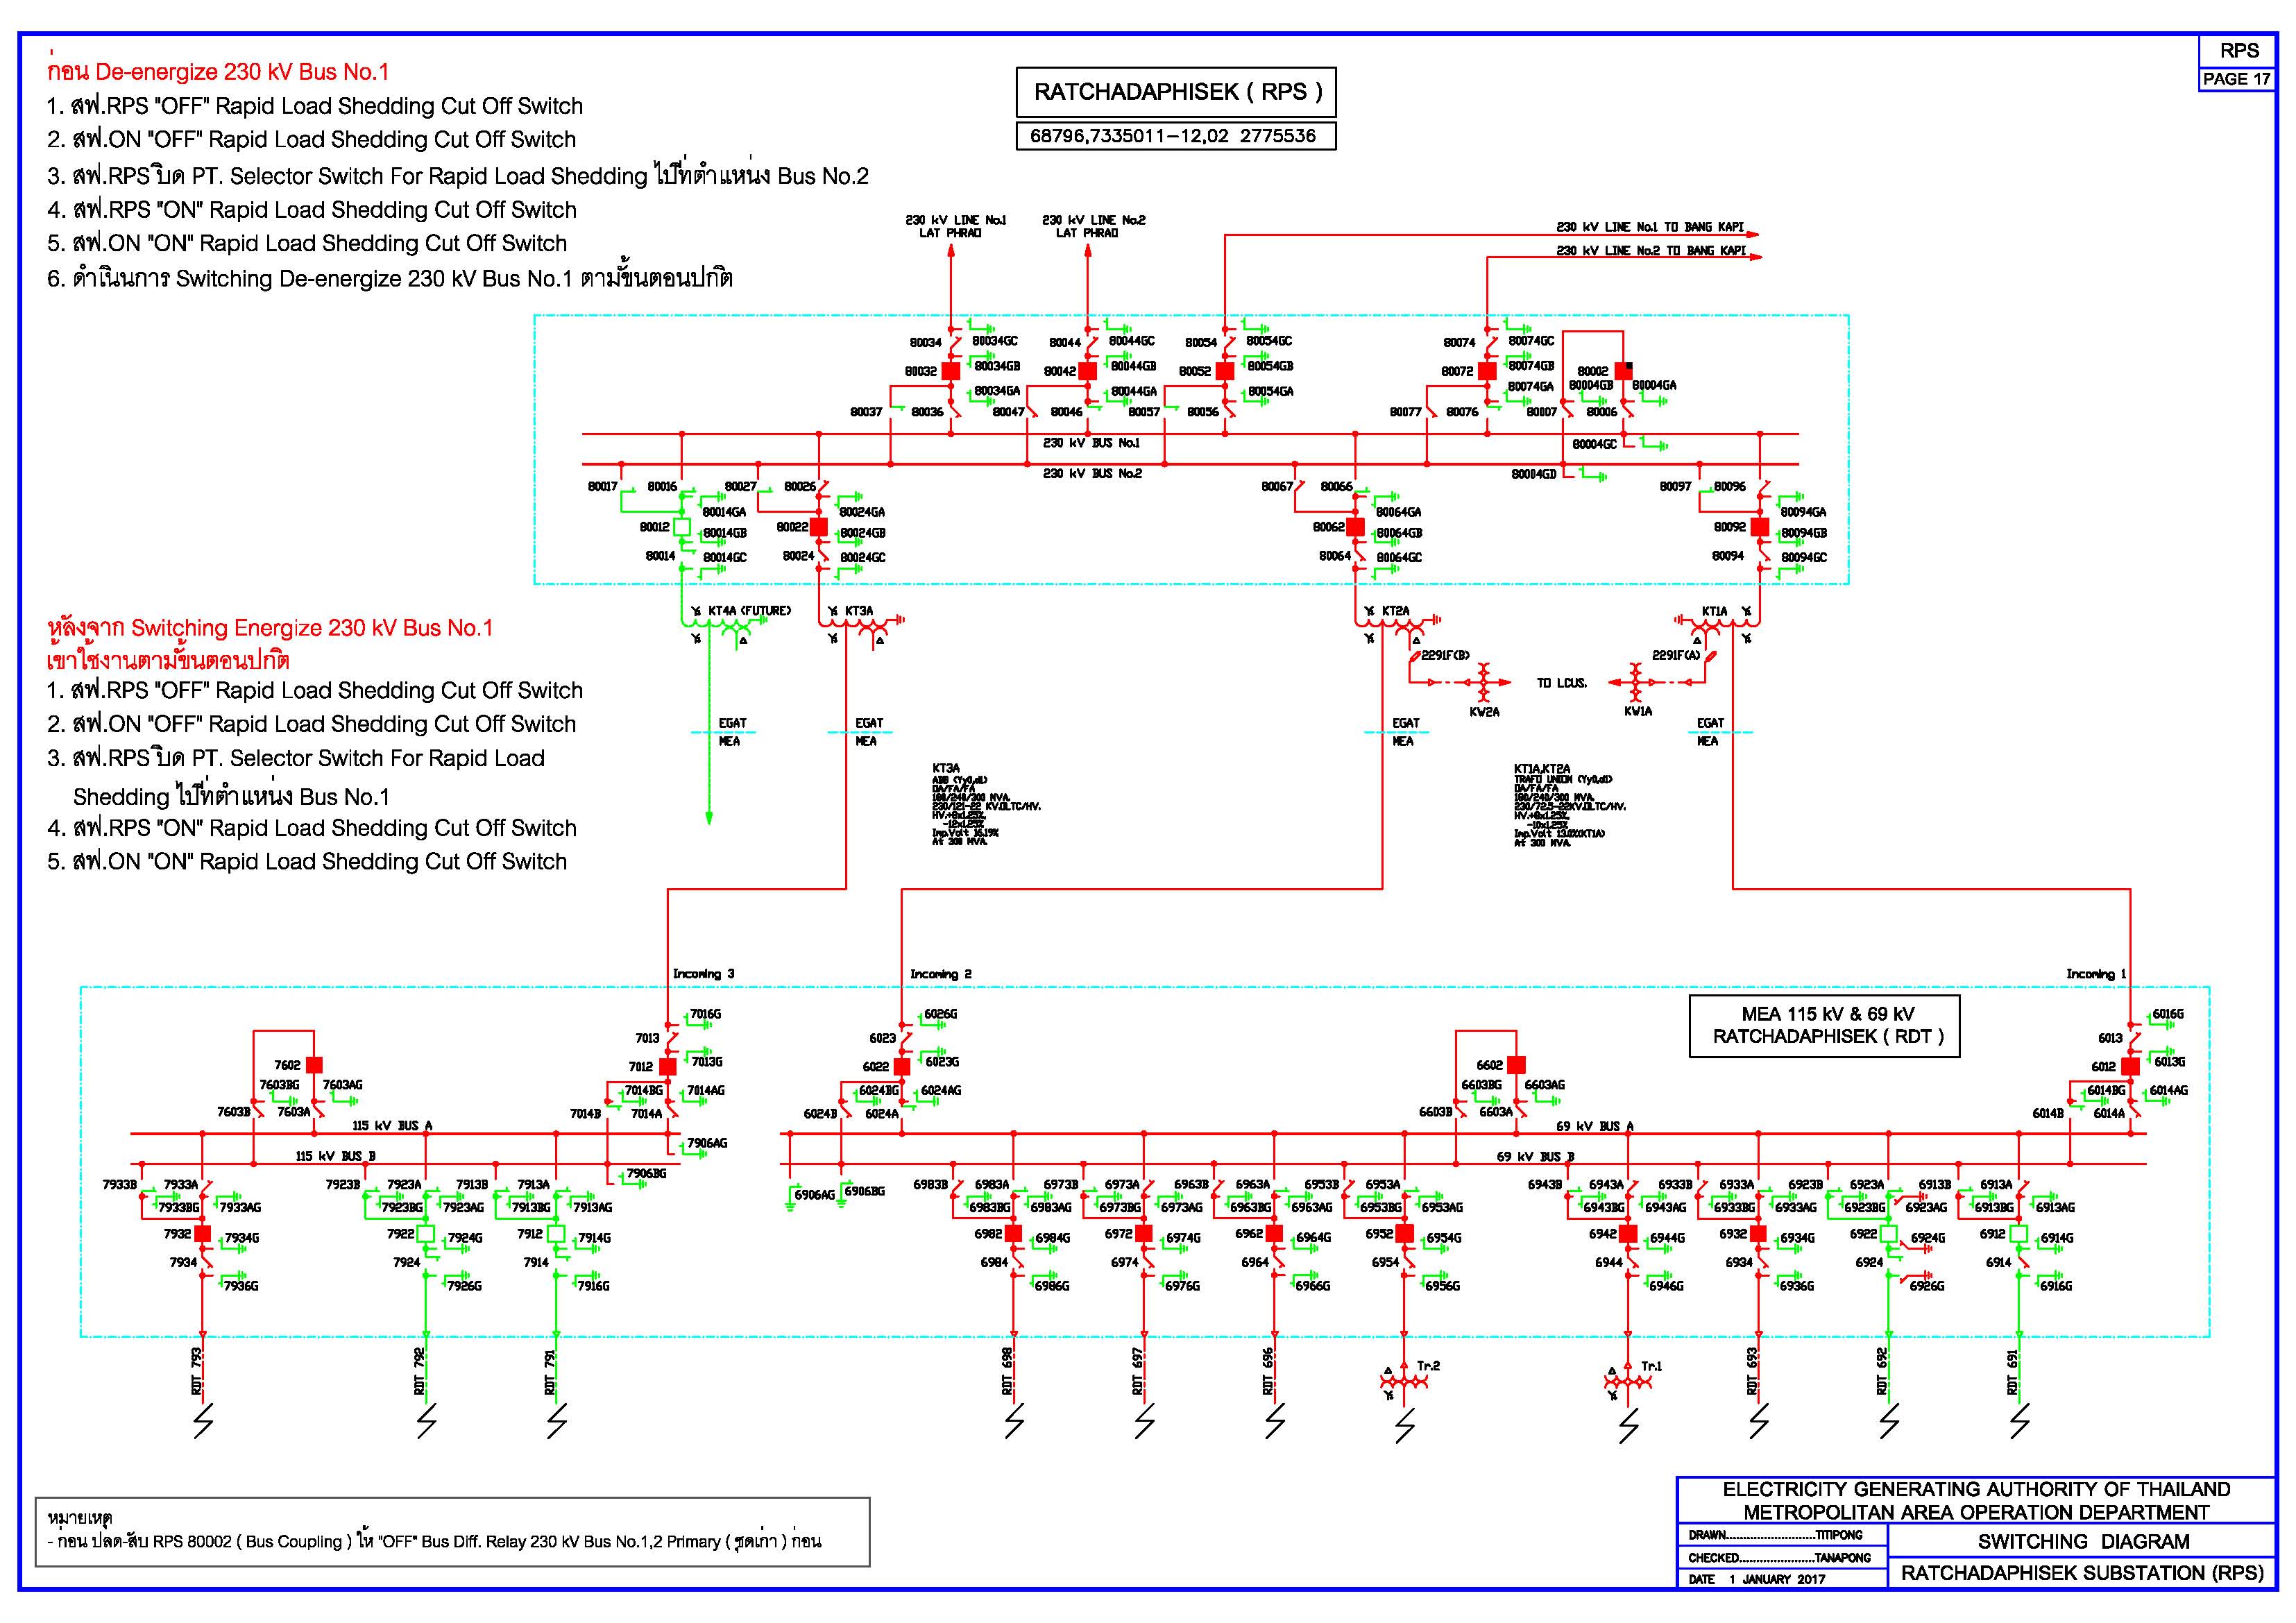 RPS
PAGE 17
ก่อน De-energize 230 kV Bus No.1
1. สฟ.RPS "OFF" Rapid Load Shedding Cut Off Switch
2. สฟ.ON "OFF" Rapid Load Shedding Cut Off Switch
3. สฟ.RPS บิด PT. Selector Switch For Rapid Load Shedding ไปที่ตำแหน่ง Bus No.2
4. สฟ.RPS "ON" Rapid Load Shedding Cut Off Switch
5. สฟ.ON "ON" Rapid Load Shedding Cut Off Switch
6. ดำเนินการ Switching De-energize 230 kV Bus No.1 ตามขั้นตอนปกติ
RATCHADAPHISEK ( RPS )
68796,7335011-12,02 2775536
230 kV LINE No.1
LAT PHRAO
230 kV LINE No.2
LAT PHRAO
230 kV LINE No.1 TO BANG KAPI
230 kV LINE No.2 TO BANG KAPI
80034 80034GC 80044 80044GC 80054 80054GC 80074 80074GC
80032 80034GB 80042 80044GB 80052 80054GB 80072 80074GB 80002
80034GA 80044GA 80054GA 80074GA 80004GB 80004GA
80037 80036 80047 80046 80057 80056 80077 80076 80007 80006
230 kV BUS No.1 80004GC
230 kV BUS No.2 80004GD
80017 80016 80027 80026 80067 80066 80097 80096
80014GA 80024GA 80064GA 80094GA
80012 80014GB 80022 80024GB 80062 80064GB 80092 80094GB
80014 80014GC 80024 80024GC 80064 80064GC 80094 80094GC
KT4A (FUTURE) KT3A KT2A KT1A
2291F(B) 2291F(A)
TO LCUS.
KW2A KW1A
EGAT EGAT EGAT EGAT
MEA MEA MEA MEA
หลังจาก Switching Energize 230 kV Bus No.1
เข้าใช้งานตามขั้นตอนปกติ
1. สฟ.RPS "OFF" Rapid Load Shedding Cut Off Switch
2. สฟ.ON "OFF" Rapid Load Shedding Cut Off Switch
3. สฟ.RPS บิด PT. Selector Switch For Rapid Load
Shedding ไปที่ตำแหน่ง Bus No.1
4. สฟ.RPS "ON" Rapid Load Shedding Cut Off Switch
5. สฟ.ON "ON" Rapid Load Shedding Cut Off Switch
KT3A
ABB (Yy0,d1)
OA/FA/FA
180/240/300 MVA.
230/121-22 KV.OLTC/HV.
HV.+8x1.25%,
-12x1.25%
Imp.Volt 16.19%
At 300 MVA.
KT1A,KT2A
TRAFO UNION (Yy0,d1)
OA/FA/FA
180/240/300 MVA.
230/72.5-22KV.OLTC/HV.
HV.+8x1.25%,
-10x1.25%
Imp.Volt 13.0%(KT1A)
At 300 MVA.
Incoming 3 Incoming 2 Incoming 1
MEA 115 kV & 69 kV
RATCHADAPHISEK ( RDT )
7016G 6026G 6016G
7013 6023 6013
7602 7012 7013G 6022 6023G 6602 6012 6013G
7603BG 7603AG 7014BG 7014AG 6024BG 6024AG 6603BG 6603AG 6014BG 6014AG
7603B 7603A 7014B 7014A 6024B 6024A 6603B 6603A 6014B 6014A
115 kV BUS A 7906AG 69 kV BUS A
115 kV BUS B 7906BG 69 kV BUS B
6906AG 6906BG
7933B 7933A 7923B 7923A 7913B 7913A 6983B 6983A 6973B 6973A 6963B 6963A 6953B 6953A 6943B 6943A 6933B 6933A 6923B 6923A 6913B 6913A
7933BG 7933AG 7923BG 7923AG 7913BG 7913AG 6983BG 6983AG 6973BG 6973AG 6963BG 6963AG 6953BG 6953AG 6943BG 6943AG 6933BG 6933AG 6923BG 6923AG 6913BG 6913AG
7932 7934G 7922 7924G 7912 7914G 6982 6984G 6972 6974G 6962 6964G 6952 6954G 6942 6944G 6932 6934G 6922 6924G 6912 6914G
7934 7924 7914 6984 6974 6964 6954 6944 6934 6924 6914
7936G 7926G 7916G 6986G 6976G 6966G 6956G 6946G 6936G 6926G 6916G
RDT 793 RDT 792 RDT 791 RDT 698 RDT 697 RDT 696 Tr.2 Tr.1 RDT 693 RDT 692 RDT 691
หมายเหตุ
- ก่อน ปลด-สับ RPS 80002 ( Bus Coupling ) ให้ "OFF" Bus Diff. Relay 230 kV Bus No.1,2 Primary ( ชุดเก่า ) ก่อน
ELECTRICITY GENERATING AUTHORITY OF THAILAND
METROPOLITAN AREA OPERATION DEPARTMENT
DRAWN..........................TITIPONG
CHECKED......................TANAPONG
DATE 1 JANUARY 2017
SWITCHING DIAGRAM
RATCHADAPHISEK SUBSTATION (RPS)